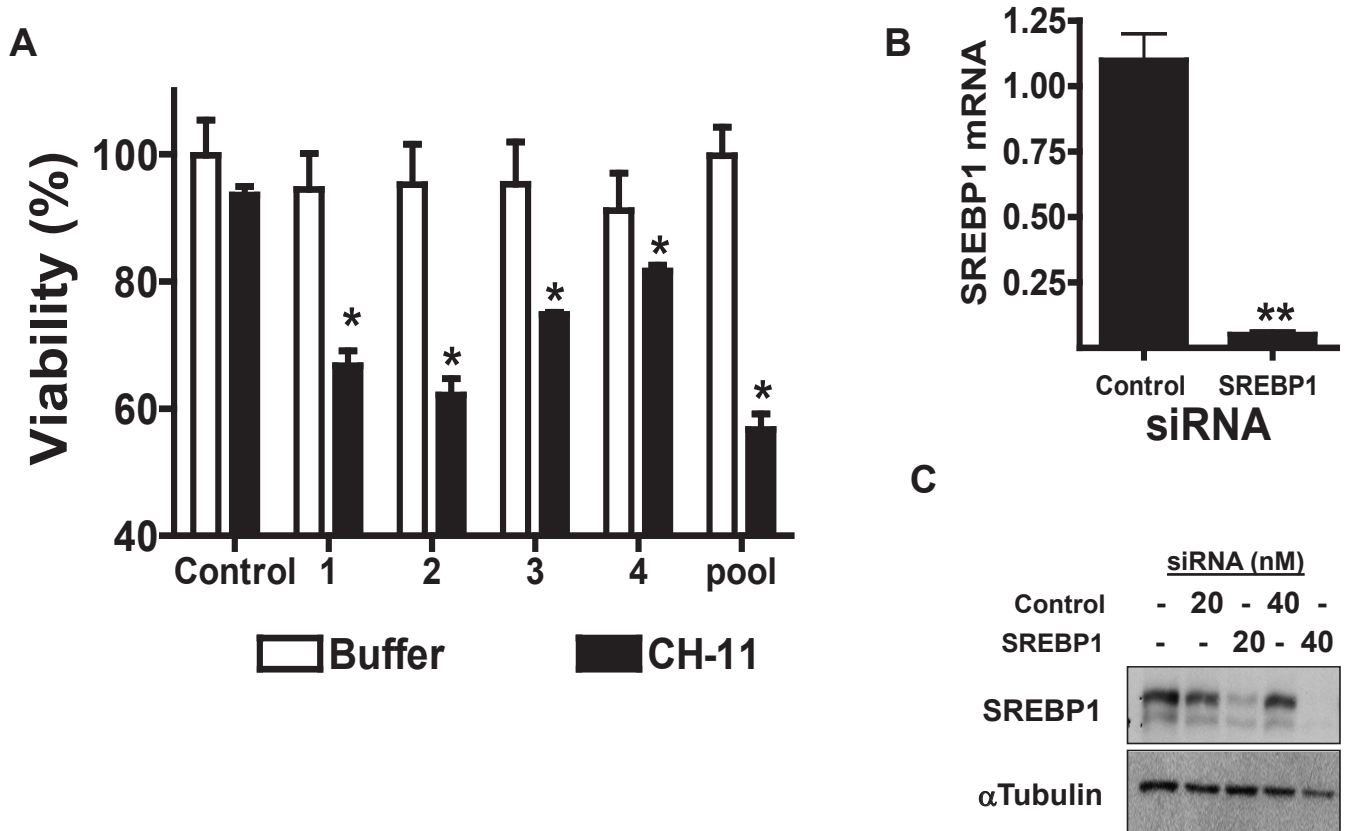 A
Viability (%)
100
80
60
40
*
*
*
*
*
Control 1 2 3 4 pool
Buffer CH-11
B
SREBP1 mRNA
1.25
1.00
0.75
0.50
0.25
**
Control SREBP1
siRNA
C
siRNA (nM)
Control - 20 - 40 -
SREBP1 - - 20 - 40
SREBP1
αTubulin